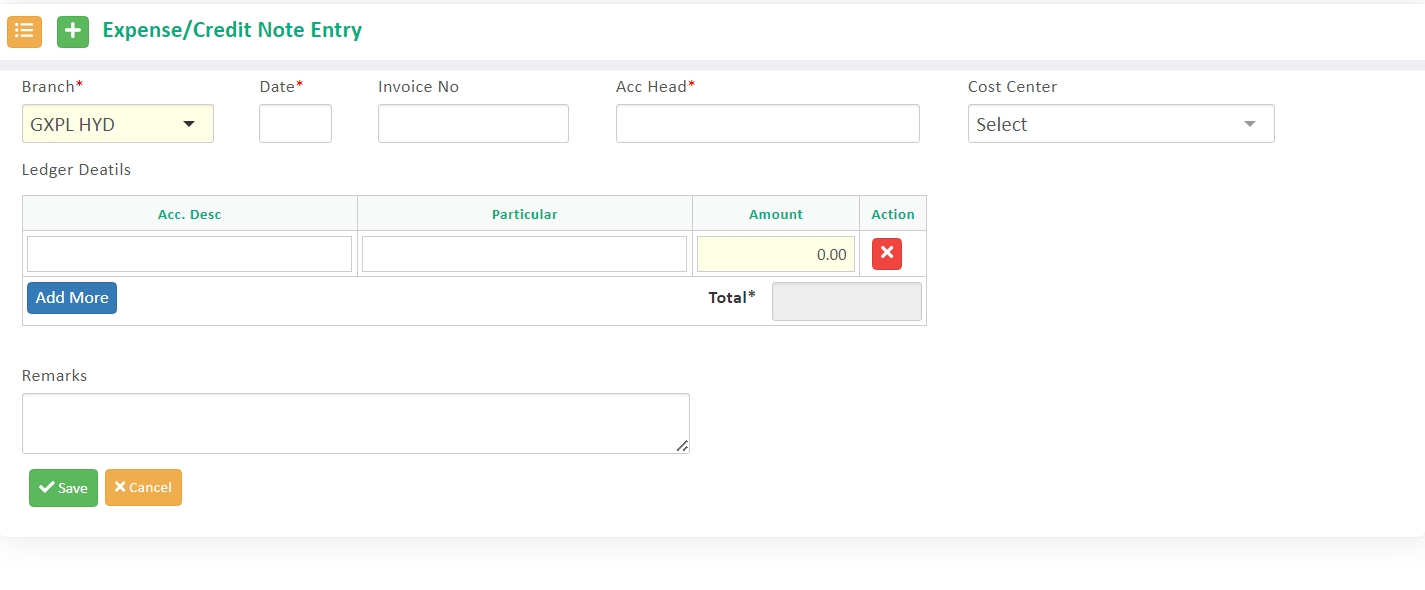 Expense/Credit Note Entry
Branch* Date* Invoice No Acc Head* Cost Center
GXPL HYD Select
Ledger Deatils
Acc. Desc Particular Amount Action
0.00
Add More Total*
Remarks
Save Cancel